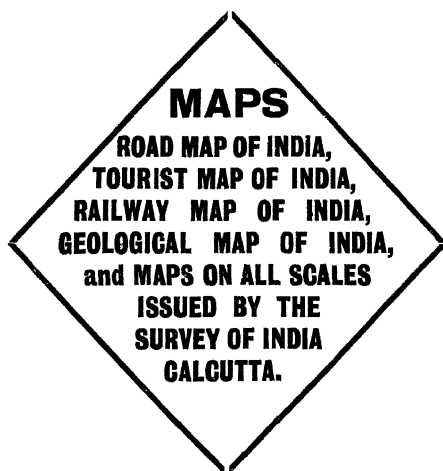 MAPS
ROAD MAP OF INDIA,
TOURIST MAP OF INDIA,
RAILWAY MAP OF INDIA,
GEOLOGICAL MAP OF INDIA,
and MAPS ON ALL SCALES
ISSUED BY THE
SURVEY OF INDIA
CALCUTTA.